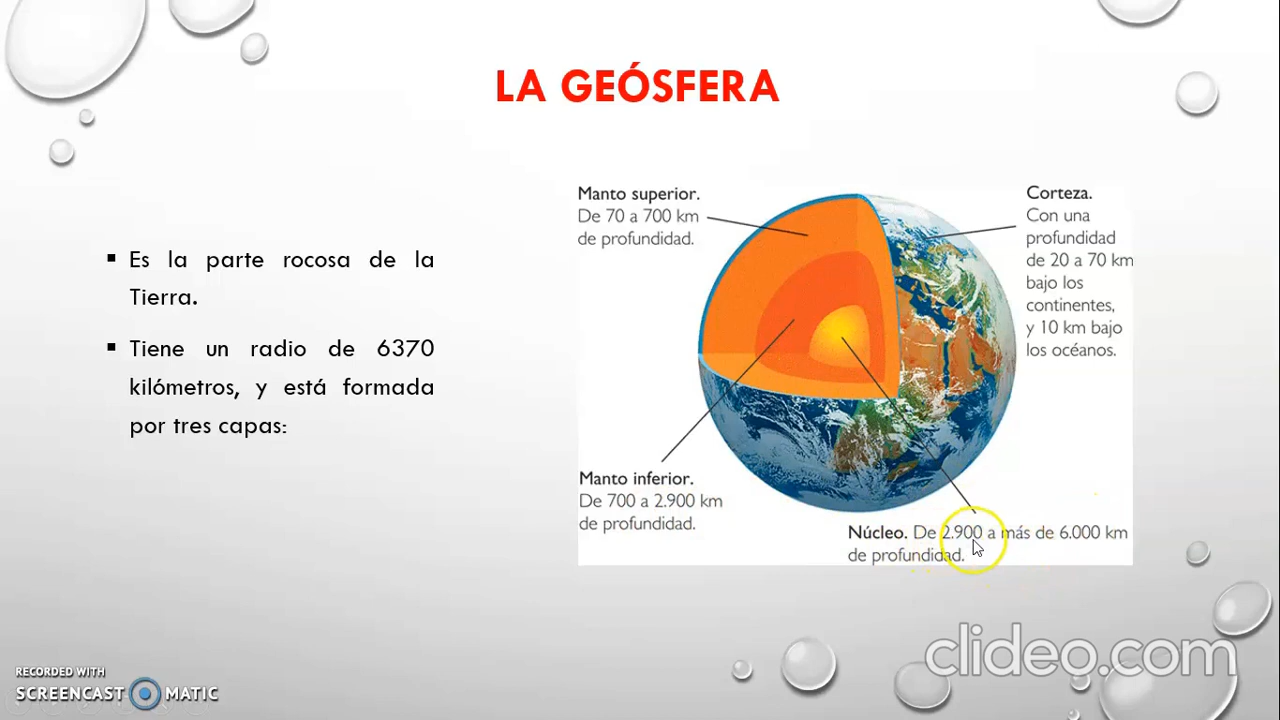 LA GEÓSFERA
▪ Es la parte rocosa de la
Tierra.
▪ Tiene un radio de 6370
kilómetros, y está formada
por tres capas:
Manto superior.
De 70 a 700 km
de profundidad.
Corteza.
Con una
profundidad
de 20 a 70 km
bajo los
continentes,
y 10 km bajo
los océanos.
Manto inferior.
De 700 a 2.900 km
de profundidad.
Núcleo. De 2.900 a más de 6.000 km
de profundidad.
clideo.com
RECORDED WITH
SCREENCAST MATIC